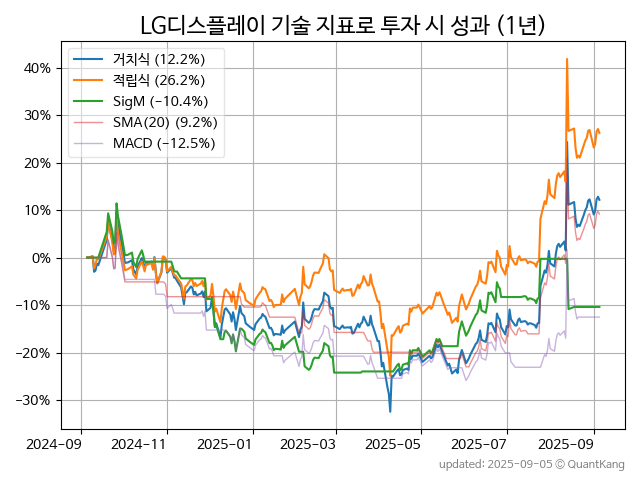 LG디스플레이 기술 지표로 투자 시 성과 (1년)
거치식 (12.2%)
적립식 (26.2%)
SigM (−10.4%)
SMA(20) (9.2%)
MACD (−12.5%)
40%
30%
20%
10%
0%
−10%
−20%
−30%
2024-09 2024-11 2025-01 2025-03 2025-05 2025-07 2025-09
updated: 2025-09-05 © QuantKang